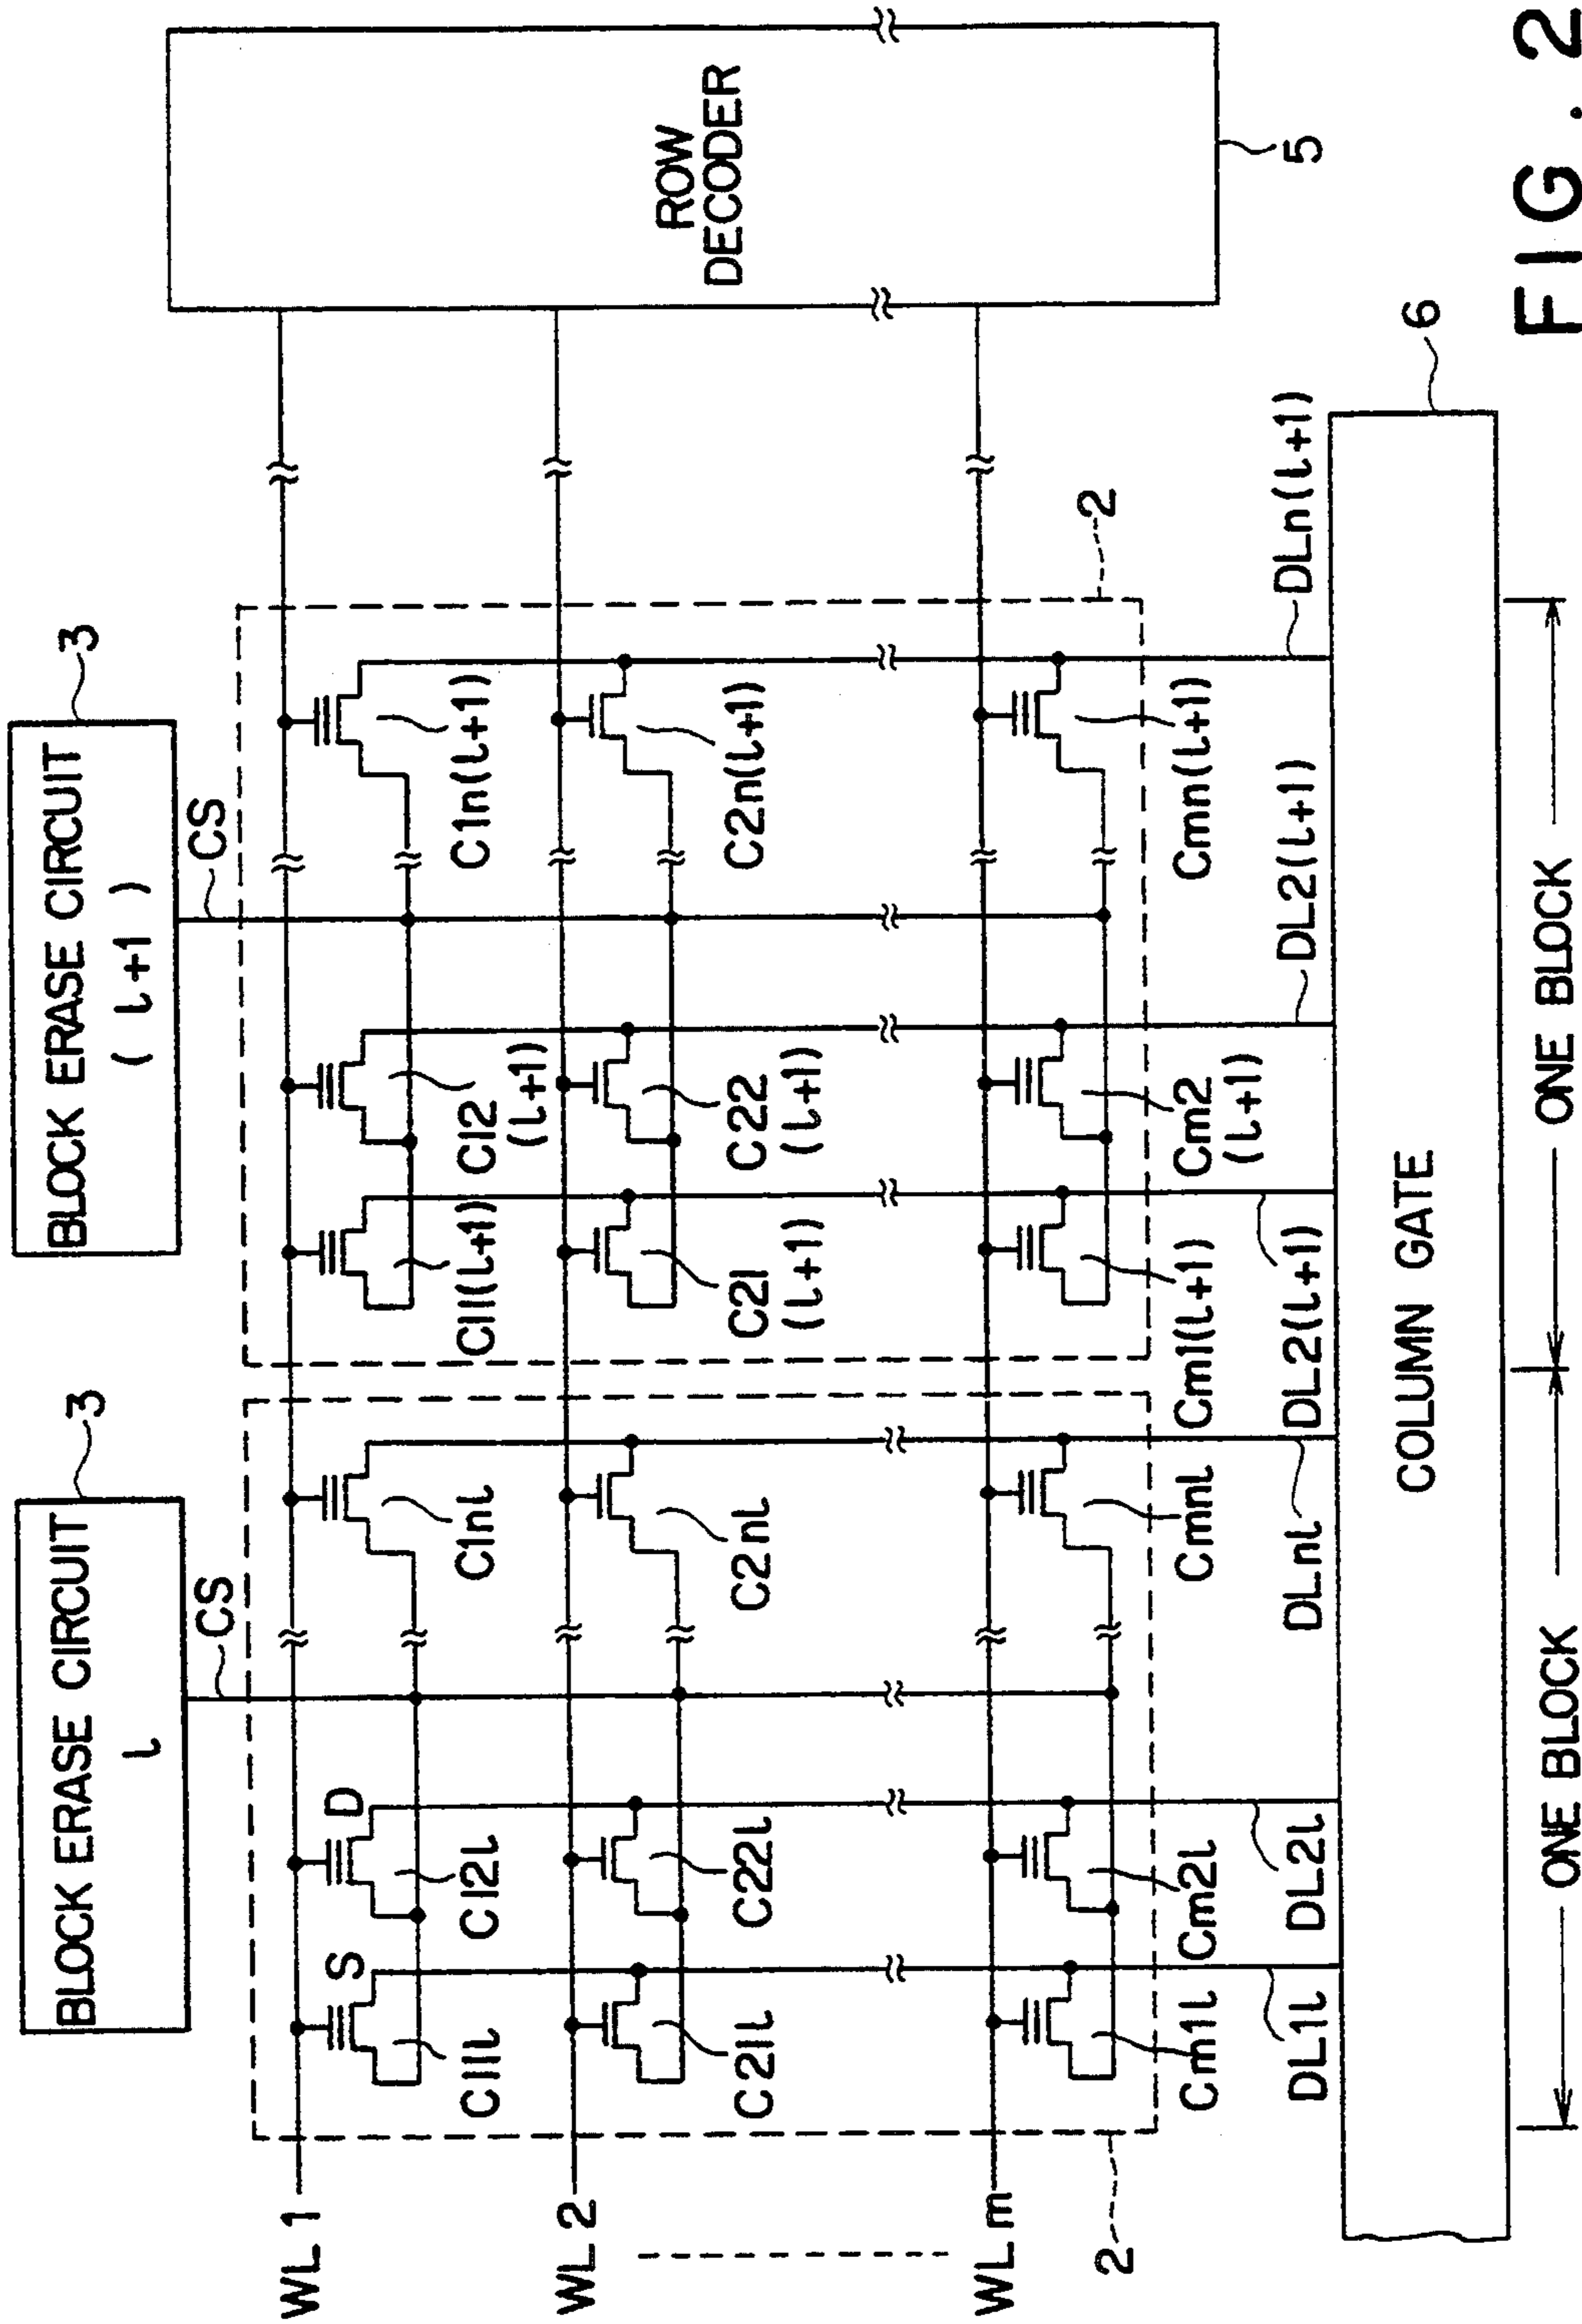 BLOCK ERASE CIRCUIT
l
3
BLOCK ERASE CIRCUIT
( l+1 )
3
CS
CS
WL 1
S
D
C11l
C12l
C1nl
C11(l+1)
C12
(l+1)
C1n(l+1)
ROW
DECODER
WL 2
C21l
C22l
C2nl
C21
(l+1)
C22
(l+1)
C2n(l+1)
WL m
Cm1l
Cm2l
Cmnl
Cm1(l+1)
Cm2
(l+1)
Cmn(l+1)
2
2
5
DL1l
DL2l
DLnl
DL2(l+1)
DL2(l+1)
DLn(l+1)
6
COLUMN GATE
ONE BLOCK
ONE BLOCK
FIG. 2